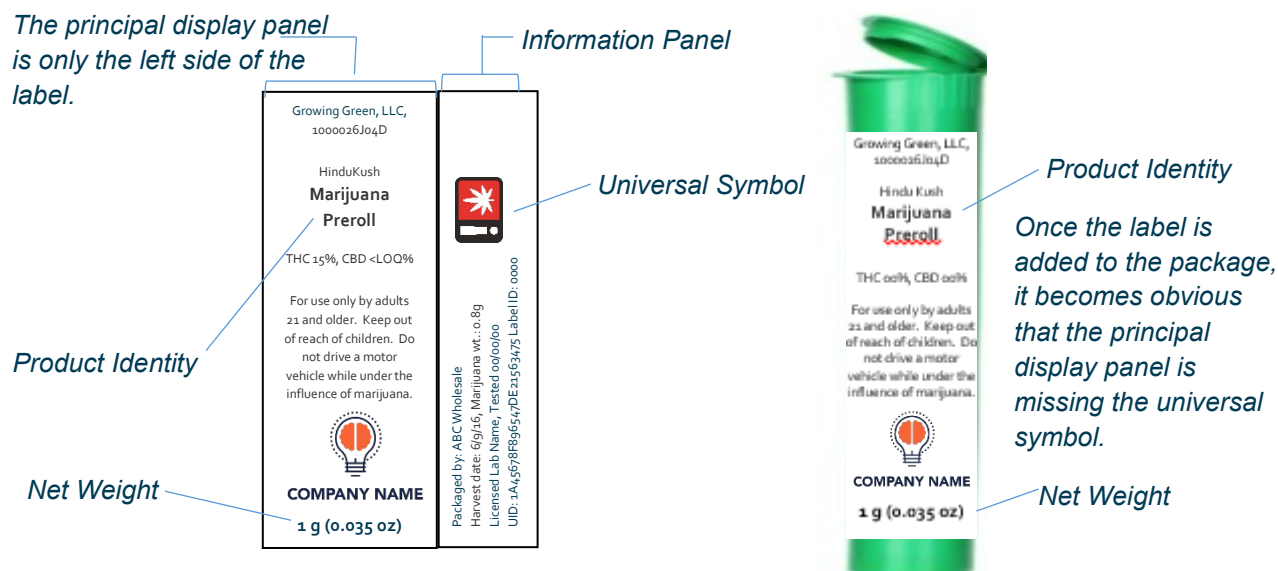 The principal display panel
is only the left side of the
label.
Information Panel
Growing Green, LLC,
1000026J04D
HinduKush
Marijuana
Preroll
THC 15%, CBD <LOQ%
For use only by adults
21 and older. Keep out
of reach of children. Do
not drive a motor
vehicle while under the
influence of marijuana.
COMPANY NAME
1 g (0.035 oz)
Product Identity
Net Weight
Universal Symbol
Packaged by: ABC Wholesale
Harvest date: 6/9/16, Marijuana wt.: 0.8g
Licensed Lab Name, Tested 00/00/00
UID: 1A45678F896547DE21563475 Label ID: 0000
Growing Green, LLC,
1000026J04D
Hindu Kush
Marijuana
Preroll
THC 00%, CBD 00%
For use only by adults
21 and older. Keep out
of reach of children. Do
not drive a motor
vehicle while under the
influence of marijuana.
COMPANY NAME
1 g (0.035 oz)
Product Identity
Once the label is
added to the package,
it becomes obvious
that the principal
display panel is
missing the universal
symbol.
Net Weight